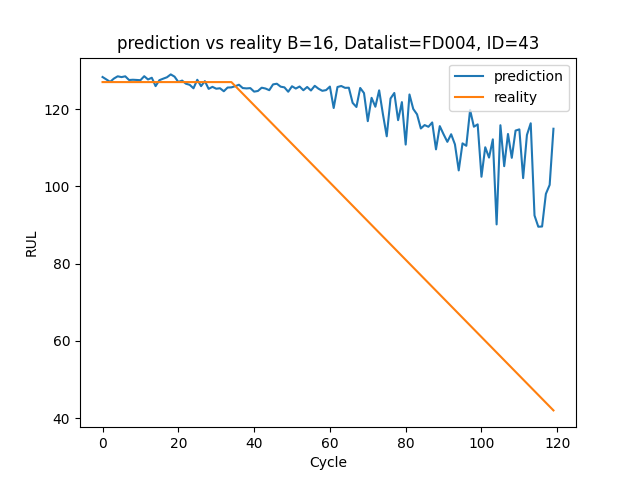 prediction vs reality B=16, Datalist=FD004, ID=43
prediction
reality
RUL
120
100
80
60
40
0 20 40 60 80 100 120
Cycle